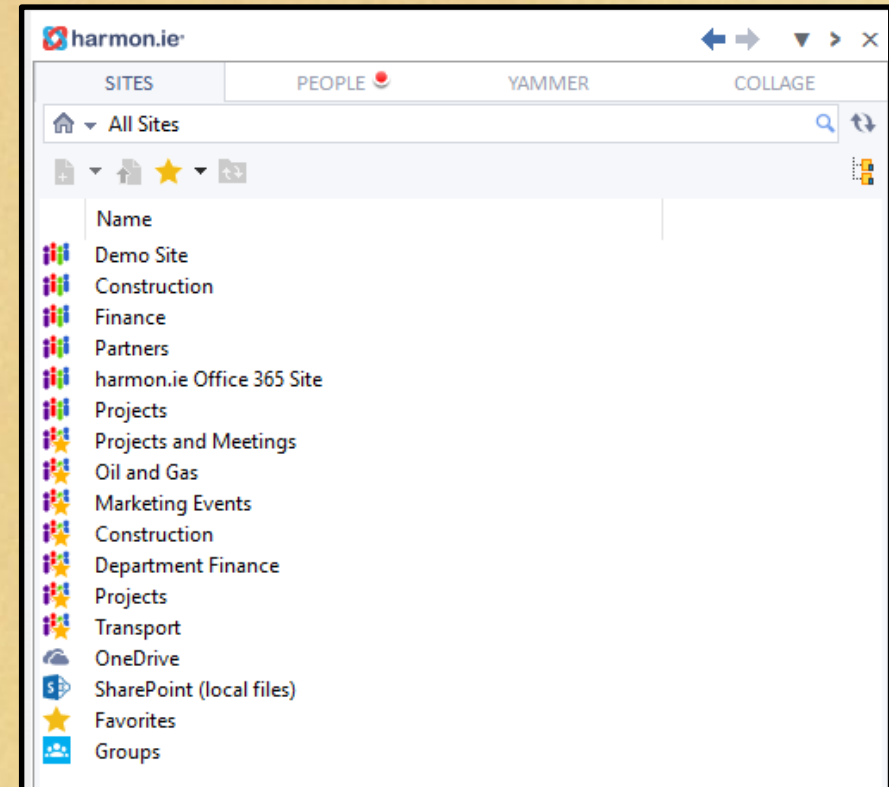 harmon.ie
SITES PEOPLE YAMMER COLLAGE
All Sites
Name
Demo Site
Construction
Finance
Partners
harmon.ie Office 365 Site
Projects
Projects and Meetings
Oil and Gas
Marketing Events
Construction
Department Finance
Projects
Transport
OneDrive
SharePoint (local files)
Favorites
Groups